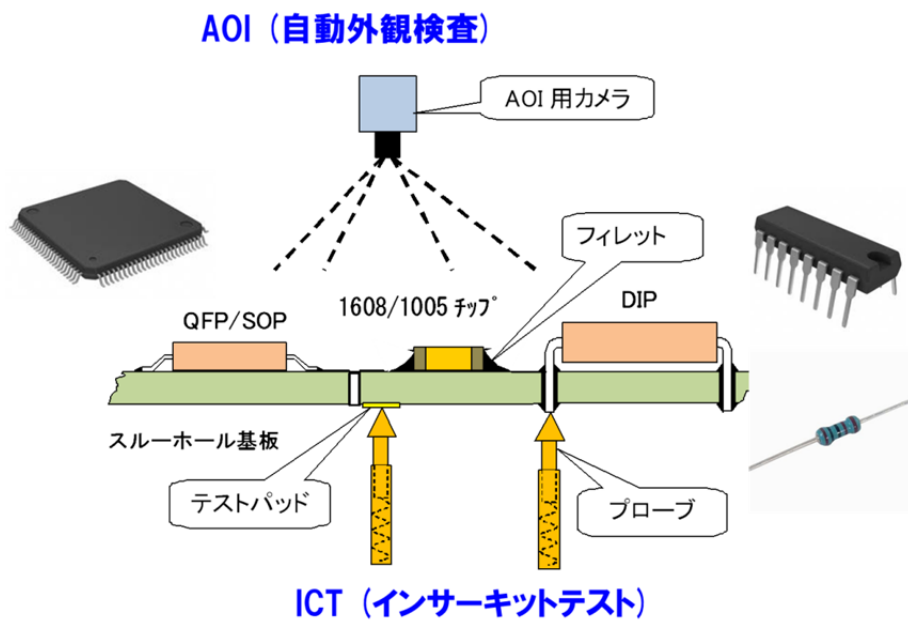 AOI (自動外観検査)
AOI 用カメラ
フィレット
1608/1005 ﾁｯﾌﾟ
DIP
QFP/SOP
スルーホール基板
テストパッド
プローブ
ICT (インサーキットテスト)